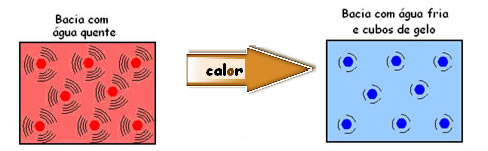 Bacia com
água quente
calor
Bacia com água fria
e cubos de gelo